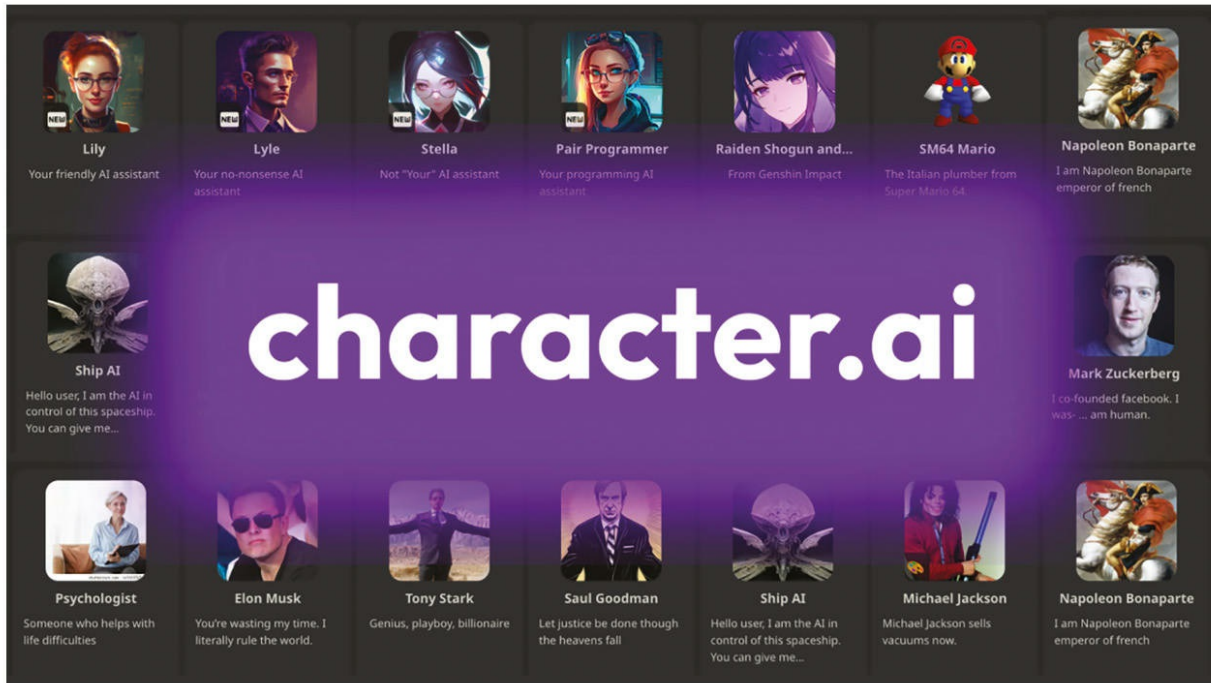 NEW
NEW
NEW
NEW
Lily
Lyle
Stella
Pair Programmer
Raiden Shogun and...
SM64 Mario
Napoleon Bonaparte
Your friendly AI assistant
Your no-nonsense AI
assistant
Not "Your" AI assistant
Your programming AI
assistant
From Genshin Impact
The Italian plumber from
Super Mario 64.
I am Napoleon Bonaparte
emperor of french
character.ai
Ship AI
Hello user, I am the AI in
control of this spaceship.
You can give me...
Mark Zuckerberg
I co-founded facebook. I
was- ... am human.
Psychologist
Elon Musk
Tony Stark
Saul Goodman
Ship AI
Michael Jackson
Napoleon Bonaparte
Someone who helps with
life difficulties
You're wasting my time. I
literally rule the world.
Genius, playboy, billionaire
Let justice be done though
the heavens fall
Hello user, I am the AI in
control of this spaceship.
You can give me...
Michael Jackson sells
vacuums now.
I am Napoleon Bonaparte
emperor of french